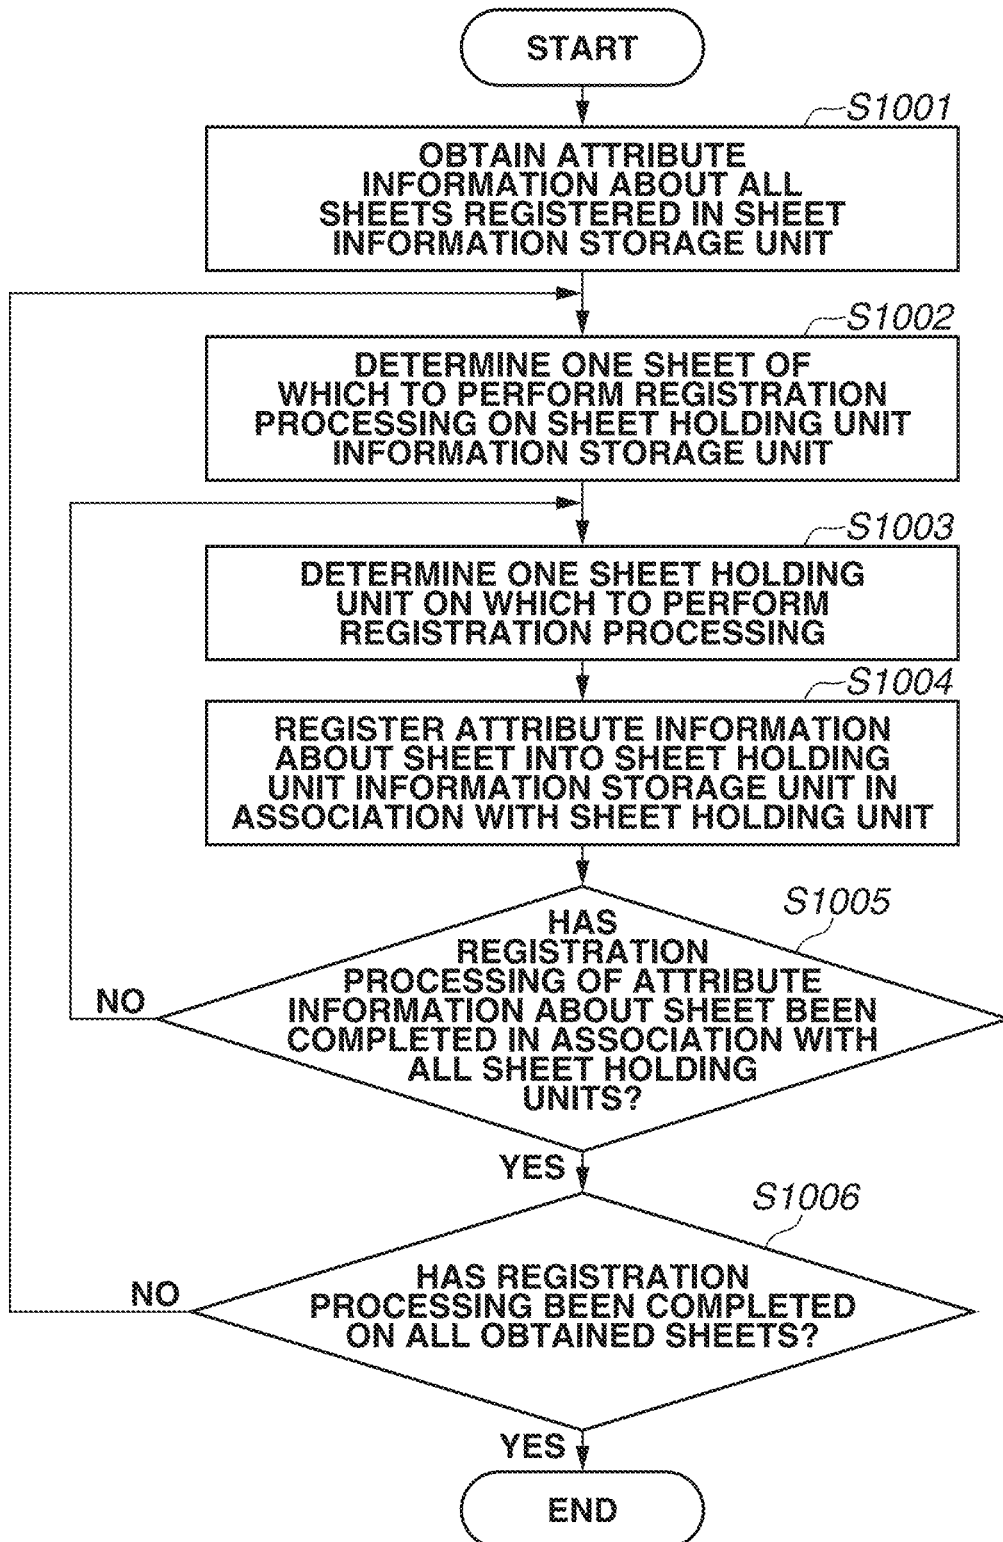 START
S1001
OBTAIN ATTRIBUTE
INFORMATION ABOUT ALL
SHEETS REGISTERED IN SHEET
INFORMATION STORAGE UNIT
S1002
DETERMINE ONE SHEET OF
WHICH TO PERFORM REGISTRATION
PROCESSING ON SHEET HOLDING UNIT
INFORMATION STORAGE UNIT
S1003
DETERMINE ONE SHEET HOLDING
UNIT ON WHICH TO PERFORM
REGISTRATION PROCESSING
S1004
REGISTER ATTRIBUTE INFORMATION
ABOUT SHEET INTO SHEET HOLDING
UNIT INFORMATION STORAGE UNIT IN
ASSOCIATION WITH SHEET HOLDING UNIT
S1005
HAS
REGISTRATION
PROCESSING OF ATTRIBUTE
INFORMATION ABOUT SHEET BEEN
COMPLETED IN ASSOCIATION WITH
ALL SHEET HOLDING
UNITS?
NO
YES
S1006
HAS REGISTRATION
PROCESSING BEEN COMPLETED
ON ALL OBTAINED SHEETS?
NO
YES
END